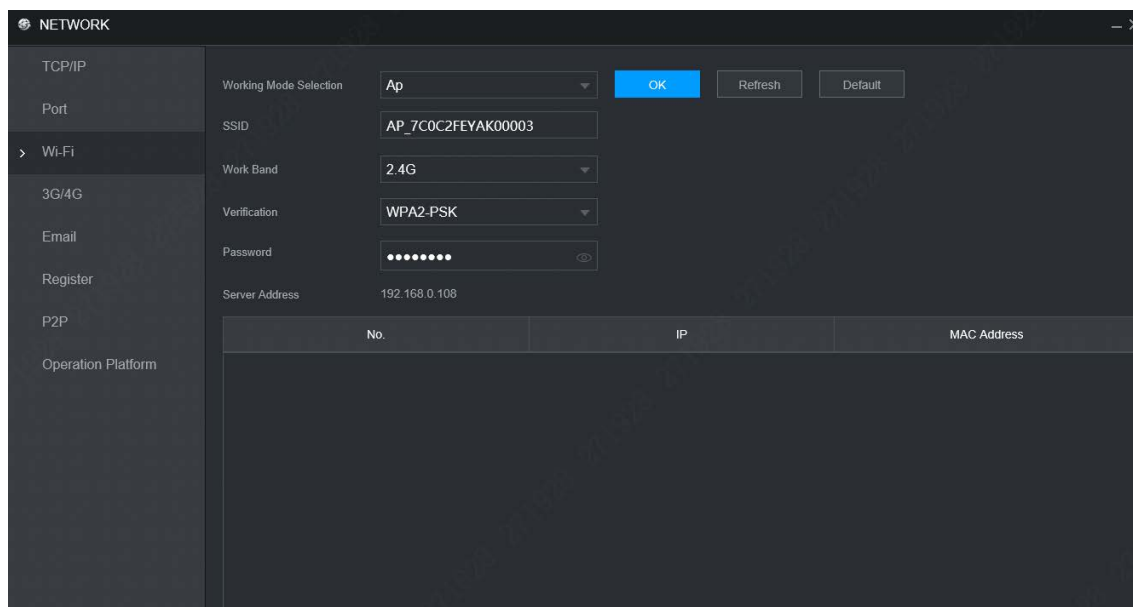 NETWORK
TCP/IP
Port
Wi-Fi
3G/4G
Email
Register
P2P
Operation Platform
Working Mode Selection Ap OK Refresh Default
SSID AP_7C0C2FEYAK00003
Work Band 2.4G
Verification WPA2-PSK
Password ●●●●●●●●
Server Address 192.168.0.108
No. IP MAC Address